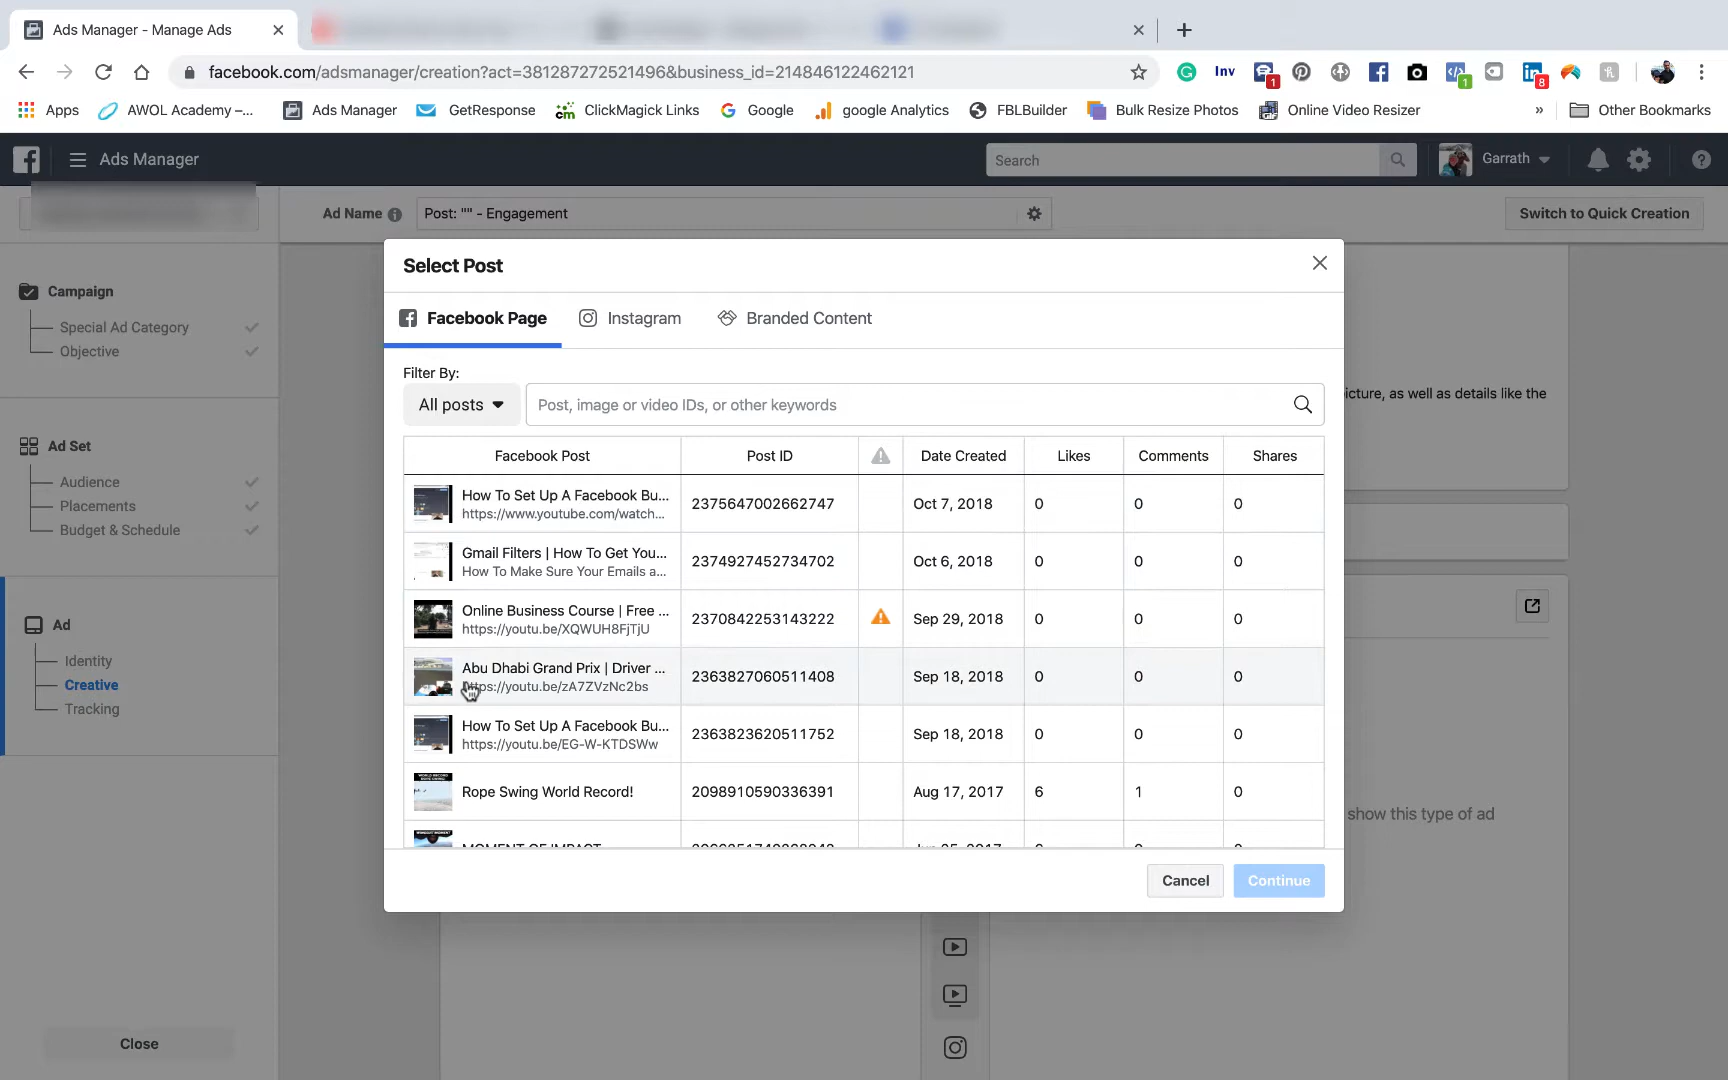 Ads Manager - Manage Ads
facebook.com/adsmanager/creation?act=381287272521496&business_id=214846122462121
Inv
1
1
8
Apps
AWOL Academy –...
Ads Manager
GetResponse
ClickMagick Links
Google
google Analytics
FBLBuilder
Bulk Resize Photos
Online Video Resizer
»
Other Bookmarks
Ads Manager
Search
Garrath
Ad Name
Post: "" - Engagement
Switch to Quick Creation
Campaign
Special Ad Category
Objective
Ad Set
Audience
Placements
Budget & Schedule
Ad
Identity
Creative
Tracking
Close
Select Post
Facebook Page
Instagram
Branded Content
Filter By:
All posts
Post, image or video IDs, or other keywords
Facebook Post Post ID Date Created Likes Comments Shares
How To Set Up A Facebook Bu...
https://www.youtube.com/watch...
2375647002662747 Oct 7, 2018 0 0 0
Gmail Filters | How To Get You...
How To Make Sure Your Emails a...
2374927452734702 Oct 6, 2018 0 0 0
Online Business Course | Free ...
https://youtu.be/XQWUH8FjTjU
2370842253143222 Sep 29, 2018 0 0 0
Abu Dhabi Grand Prix | Driver ...
https://youtu.be/zA7ZVzNc2bs
2363827060511408 Sep 18, 2018 0 0 0
How To Set Up A Facebook Bu...
https://youtu.be/EG-W-KTDSWw
2363823620511752 Sep 18, 2018 0 0 0
Rope Swing World Record!
2098910590336391 Aug 17, 2017 6 1 0
MOMENT OF IMPACT
Cancel
Continue
icture, as well as details like the
show this type of ad